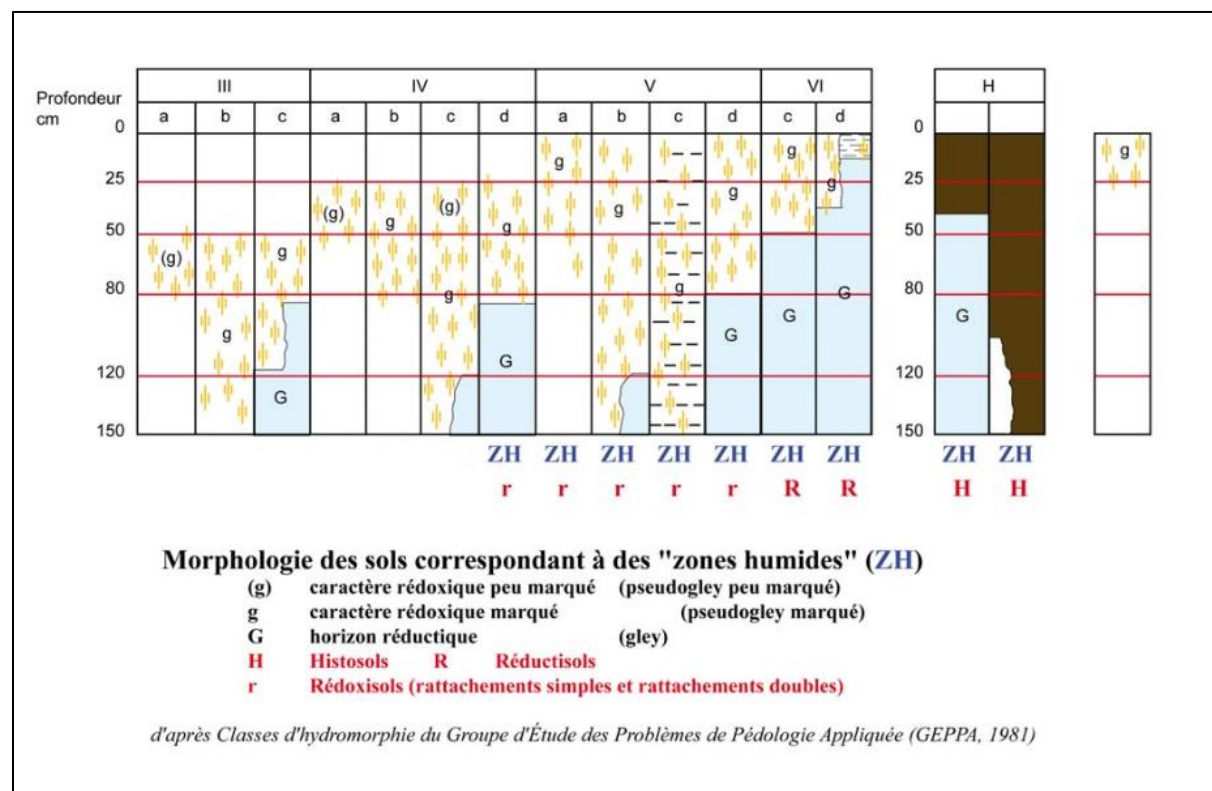 III IV V VI H
Profondeur
cm
a b c a b c d a b c d c d
0 0
g g g g d g
25 25
(g) g (g) g g g g
50 50
(g) g g g
80 80
g g G G G G
G
120 120
G
150 150
ZH ZH ZH ZH ZH ZH ZH ZH ZH
r r r r r R R H H
Morphologie des sols correspondant à des "zones humides" (ZH)
(g) caractère rédoxique peu marqué (pseudogley peu marqué)
g caractère rédoxique marqué (pseudogley marqué)
G horizon réductique (gley)
H Histosols R Réductisols
r Rédoxisols (rattachements simples et rattachements doubles)
d'après Classes d'hydromorphie du Groupe d'Étude des Problèmes de Pédologie Appliquée (GEPPA, 1981)